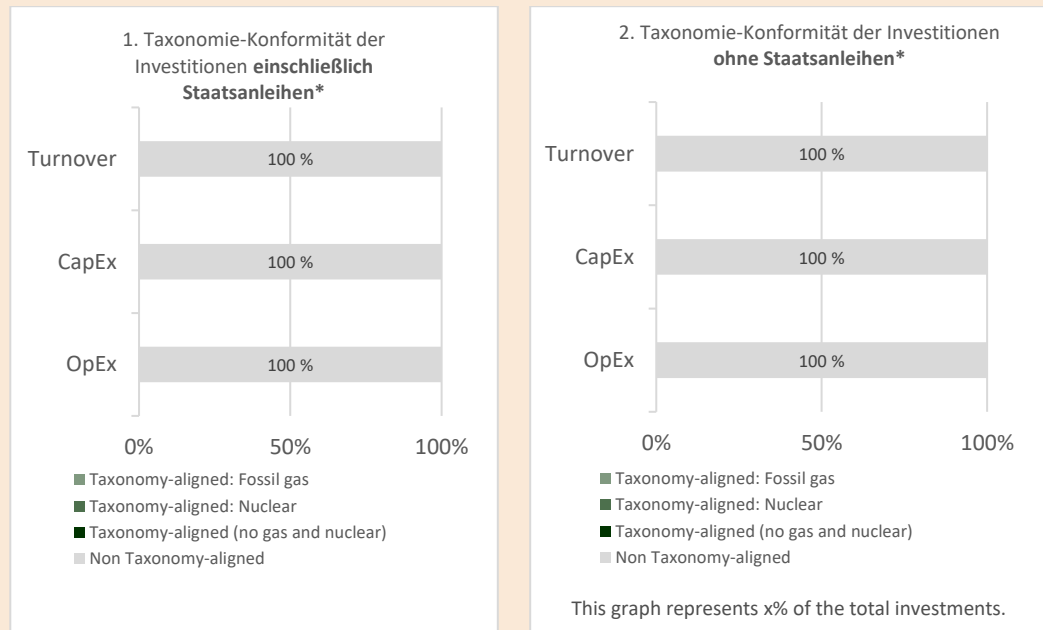 1. Taxonomie-Konformität der
Investitionen einschließlich
Staatsanleihen*
Turnover
100 %
CapEx
100 %
OpEx
100 %
0%
50%
100%
Taxonomy-aligned: Fossil gas
Taxonomy-aligned: Nuclear
Taxonomy-aligned (no gas and nuclear)
Non Taxonomy-aligned
2. Taxonomie-Konformität der Investitionen
ohne Staatsanleihen*
Turnover
100 %
CapEx
100 %
OpEx
100 %
0%
50%
100%
Taxonomy-aligned: Fossil gas
Taxonomy-aligned: Nuclear
Taxonomy-aligned (no gas and nuclear)
Non Taxonomy-aligned
This graph represents x% of the total investments.